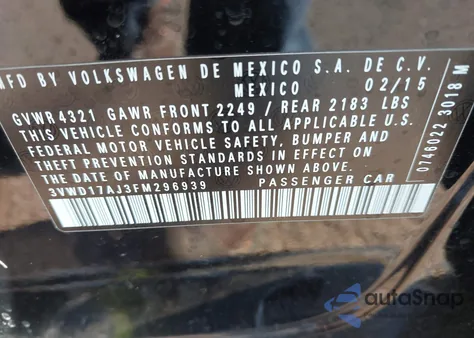 MFD BY VOLKSWAGEN DE MEXICO S.A. DE C.V.
MEXICO 02/15
GVWR 4321 GAWR FRONT 2249 / REAR 2183 LBS
THIS VEHICLE CONFORMS TO ALL APPLICABLE U.S.
FEDERAL MOTOR VEHICLE SAFETY, BUMPER AND
THEFT PREVENTION STANDARDS IN EFFECT ON
THE DATE OF MANUFACTURE SHOWN ABOVE.
3VWD17AJ3FM296939 PASSENGER CAR
0748022 3018 M
autoSnap